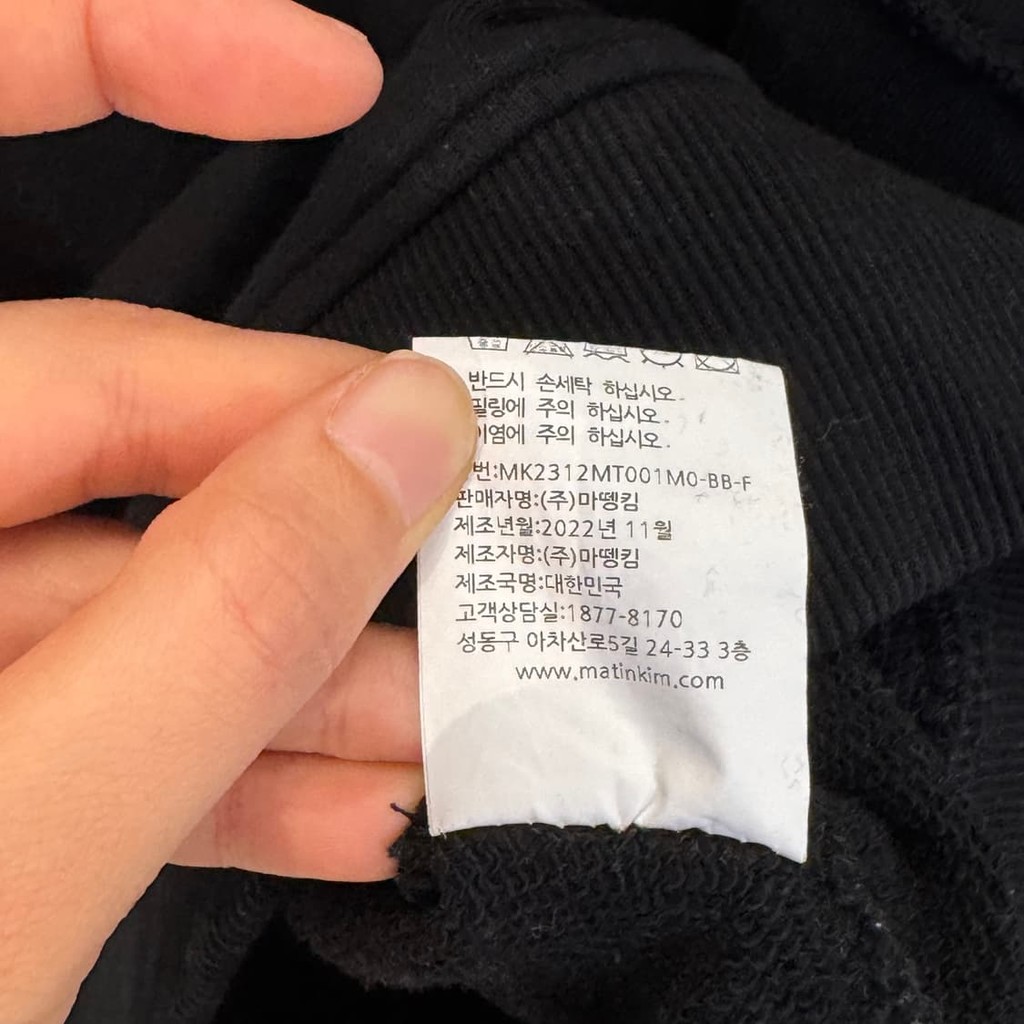 반드시 손세탁 하십시오.
필링에 주의 하십시오.
주의 하십시오.
번:MK2312MT001M0-BB-F
판매자명:(주)마뗑킴
제조년월:2022년 11월
제조자명:(주)마뗑킴
제조국명:대한민국
고객상담실:1877-8170
성동구 아차산로5길 24-33 3층
www.matinkim.com